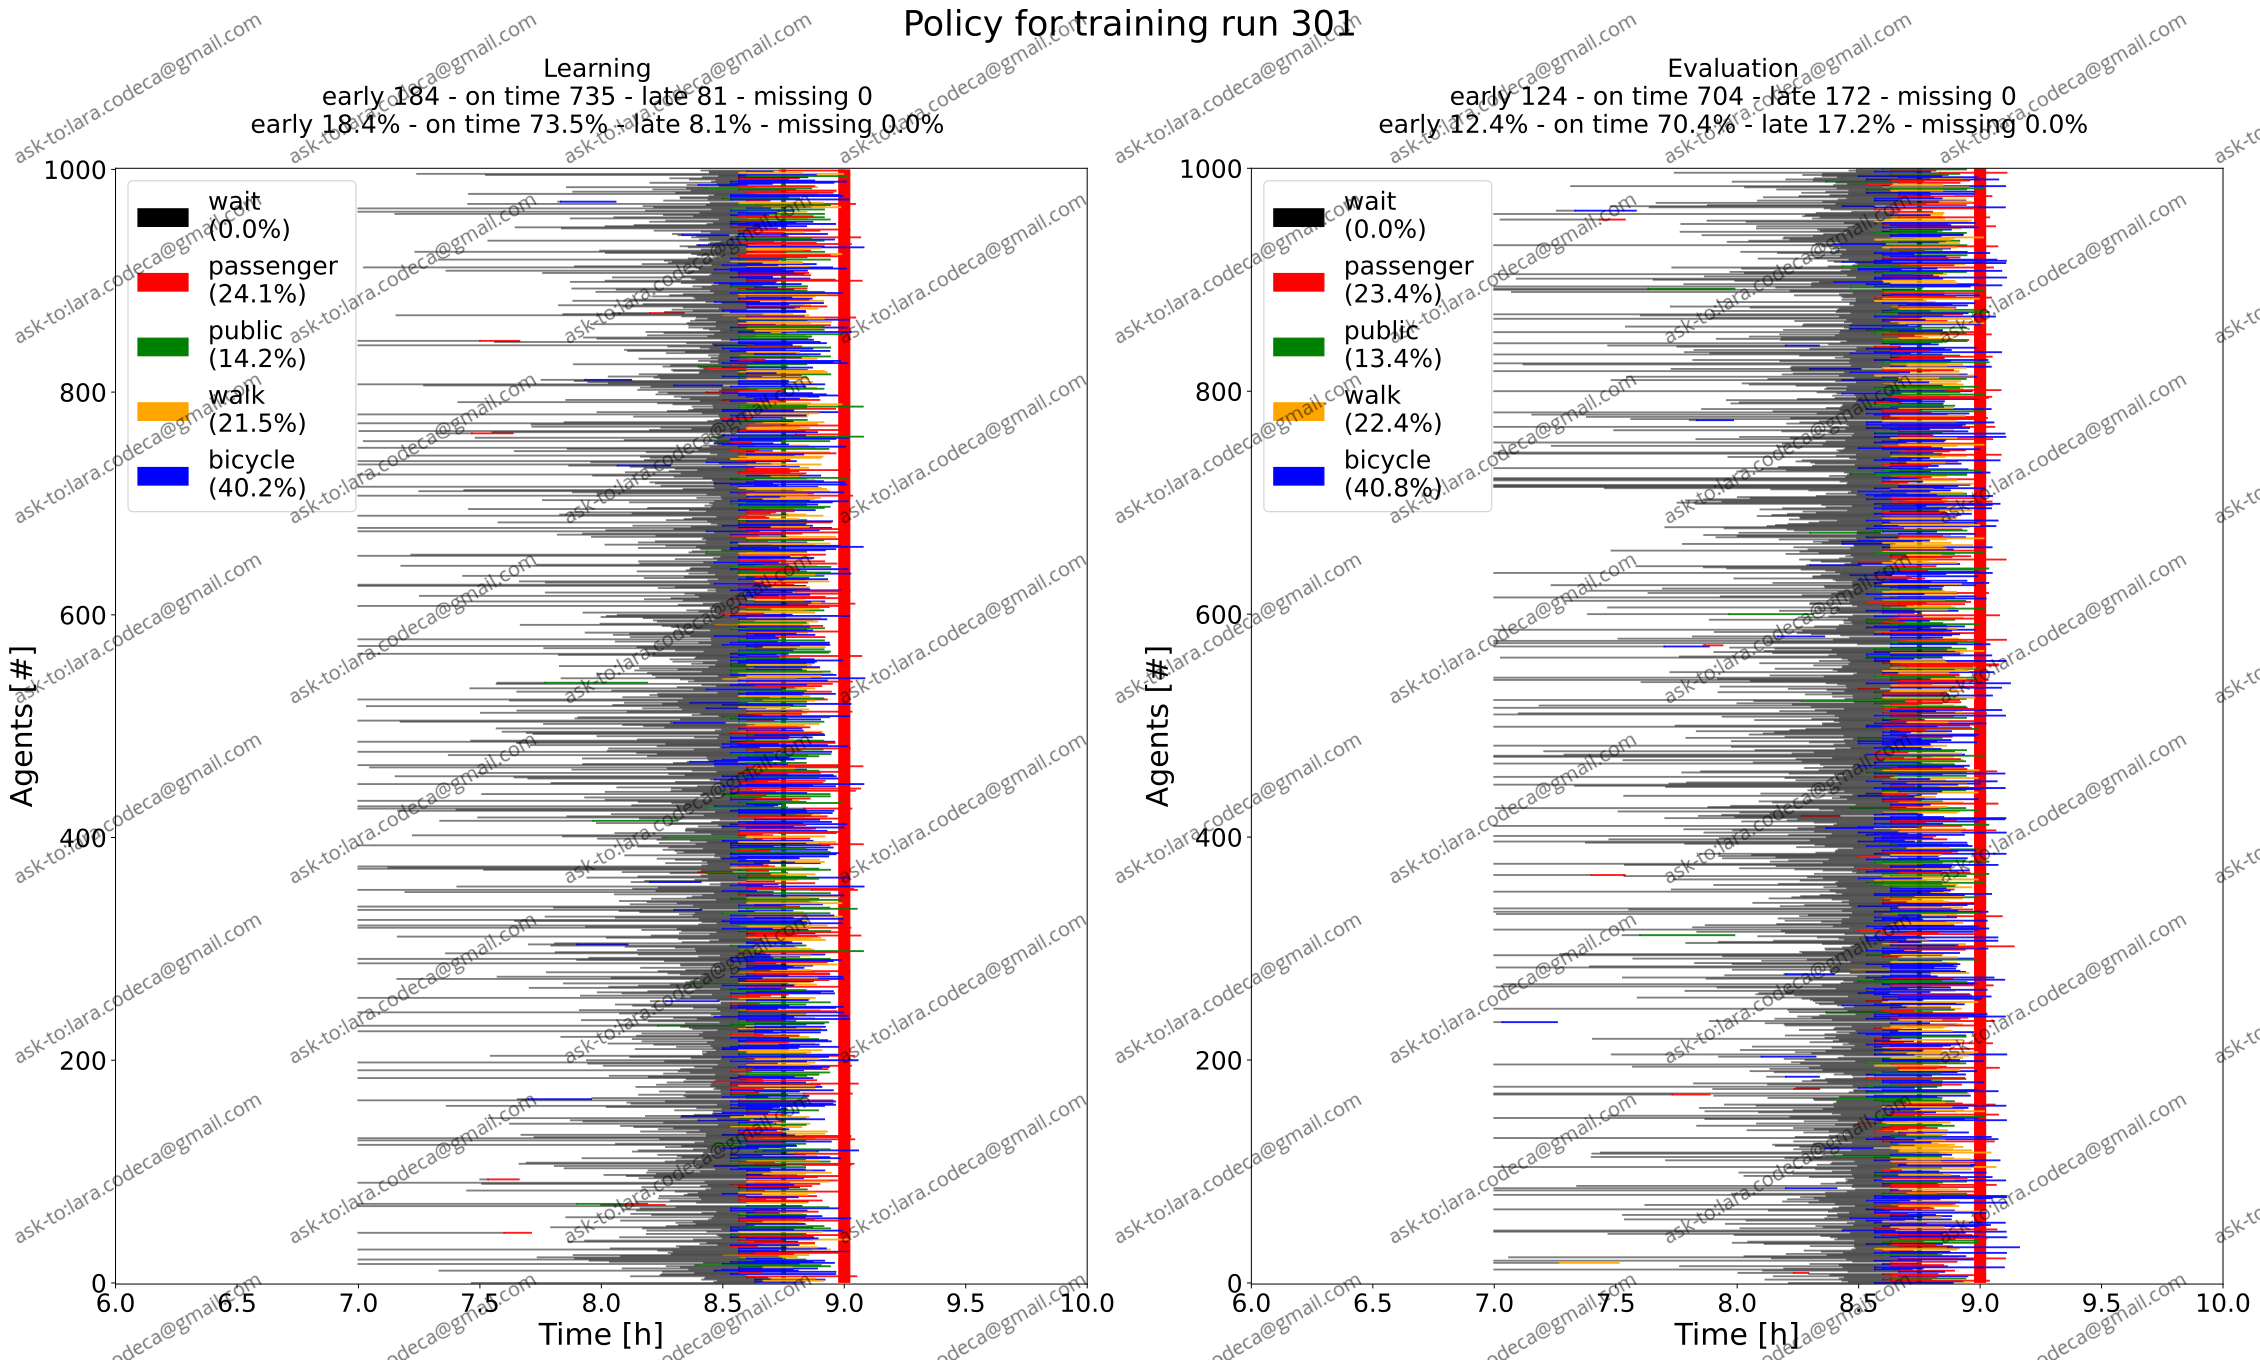 Policy for training run 301
Learning
early 184 - on time 735 - late 81 - missing 0
early 18.4% - on time 73.5% - late 8.1% - missing 0.0%
wait
(0.0%)
passenger
(24.1%)
public
(14.2%)
walk
(21.5%)
bicycle
(40.2%)
1000
800
600
400
200
0
Agents [#]
6.0 6.5 7.0 7.5 8.0 8.5 9.0 9.5 10.0
Time [h]
Evaluation
early 124 - on time 704 - late 172 - missing 0
early 12.4% - on time 70.4% - late 17.2% - missing 0.0%
wait
(0.0%)
passenger
(23.4%)
public
(13.4%)
walk
(22.4%)
bicycle
(40.8%)
1000
800
600
400
200
0
Agents [#]
6.0 6.5 7.0 7.5 8.0 8.5 9.0 9.5 10.0
Time [h]
ask-to:lara.codeca@gmail.com